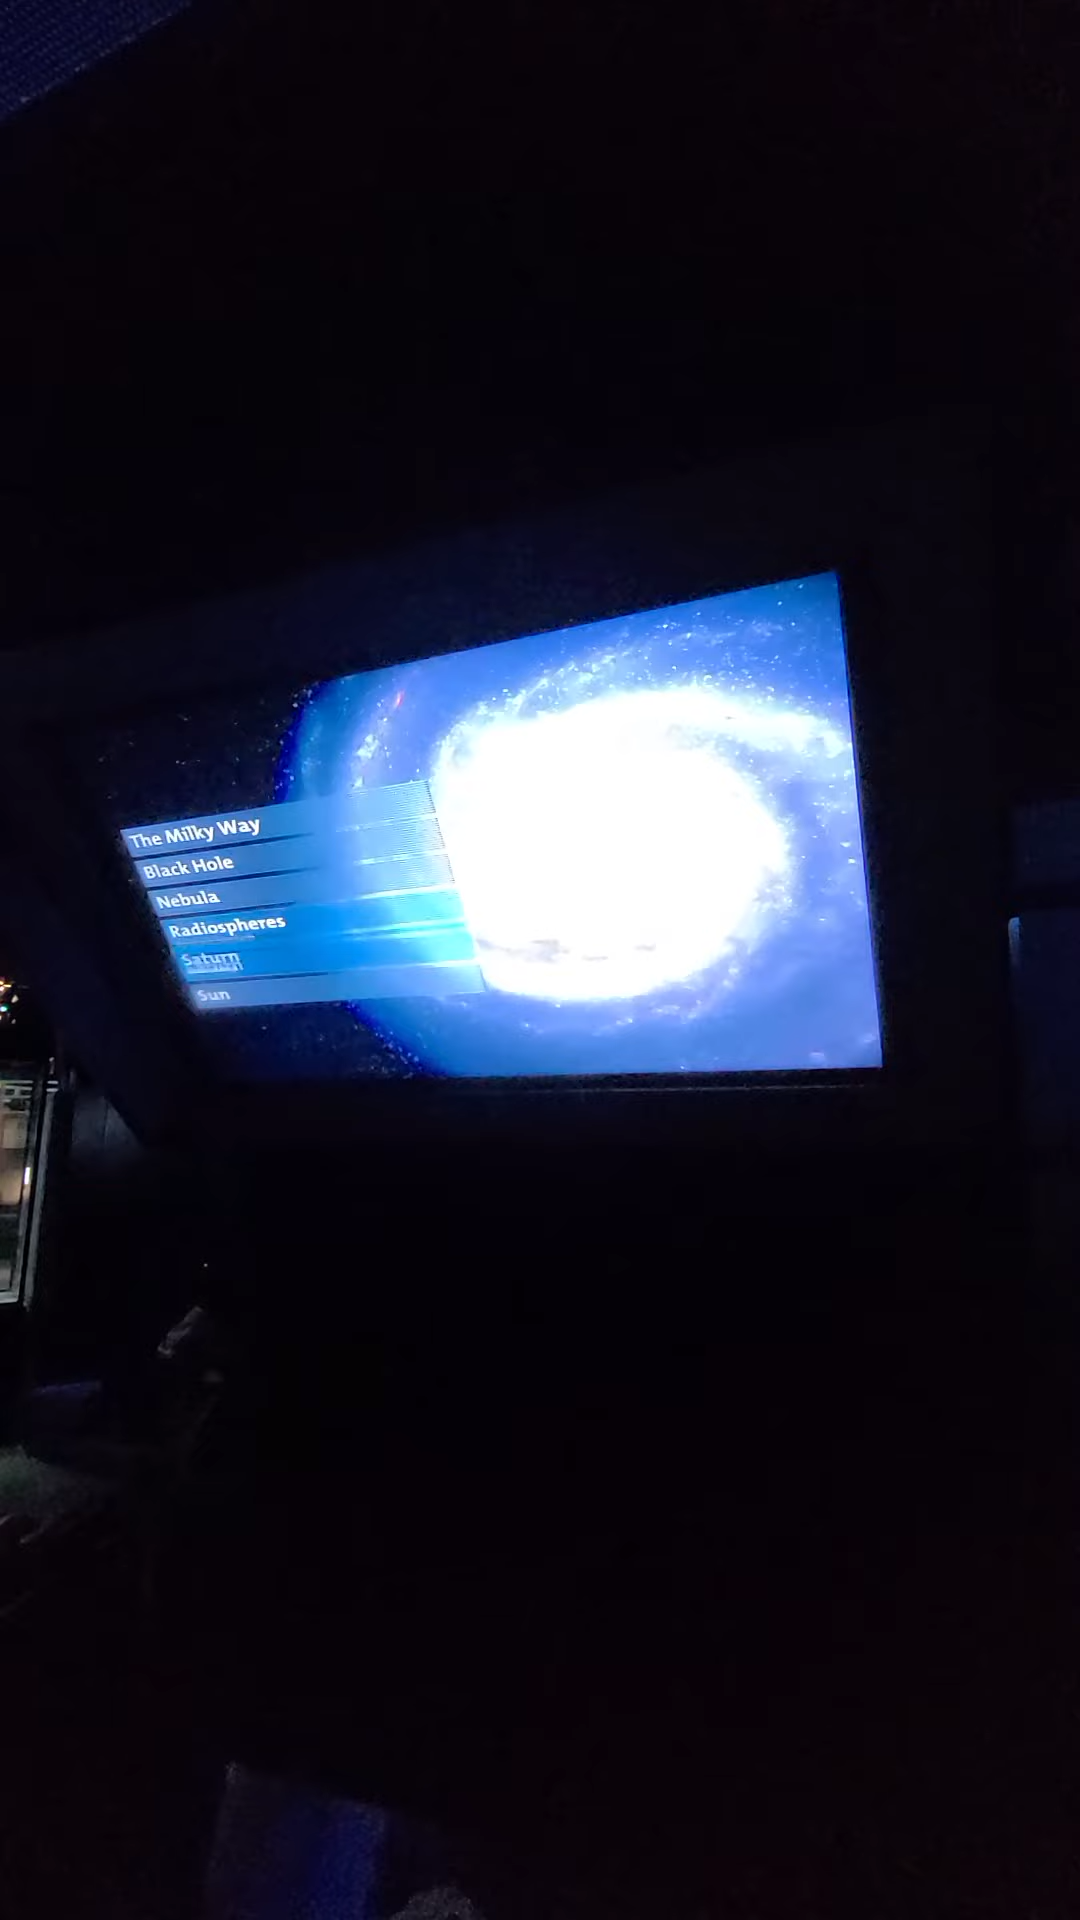 The Milky Way
Black Hole
Nebula
Radiospheres
Saturn
Sun